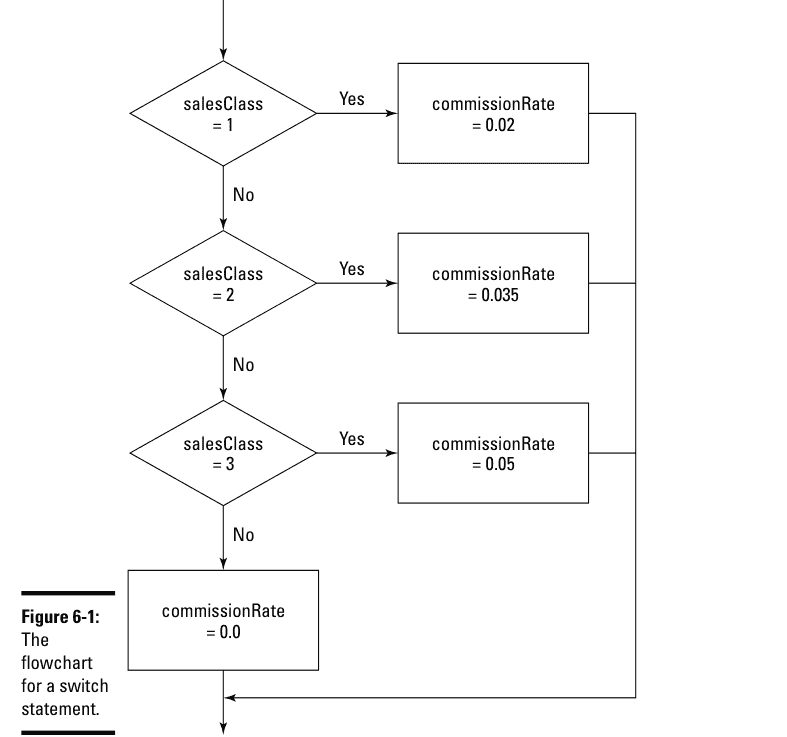 salesClass
= 1
Yes
commissionRate
= 0.02
No
salesClass
= 2
Yes
commissionRate
= 0.035
No
salesClass
= 3
Yes
commissionRate
= 0.05
No
commissionRate
= 0.0
Figure 6-1:
The
flowchart
for a switch
statement.